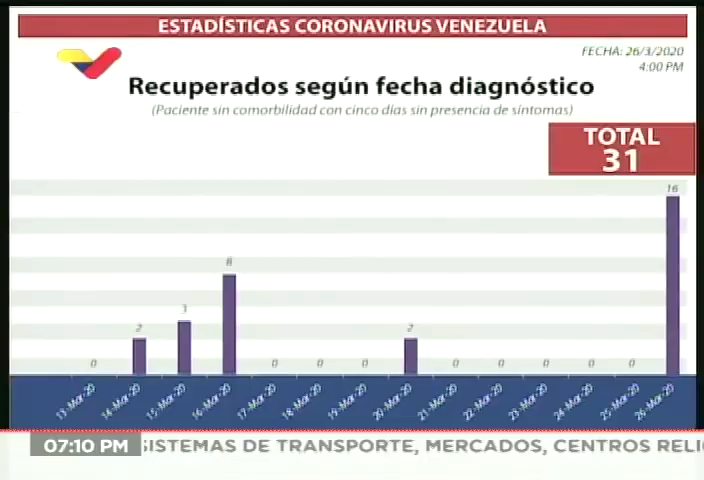 ESTADÍSTICAS CORONAVIRUS VENEZUELA
FECHA: 26/3/2020
4:00 PM
Recuperados según fecha diagnóstico
(Paciente sin comorbilidad con cinco días sin presencia de síntomas)
TOTAL
31
0 2 3 8 0 0 0 2 0 0 0 0 0 16
13-Mar-20 14-Mar-20 15-Mar-20 16-Mar-20 17-Mar-20 18-Mar-20 19-Mar-20 20-Mar-20 21-Mar-20 22-Mar-20 23-Mar-20 24-Mar-20 25-Mar-20 26-Mar-20
07:10 PM SISTEMAS DE TRANSPORTE, MERCADOS, CENTROS RELI